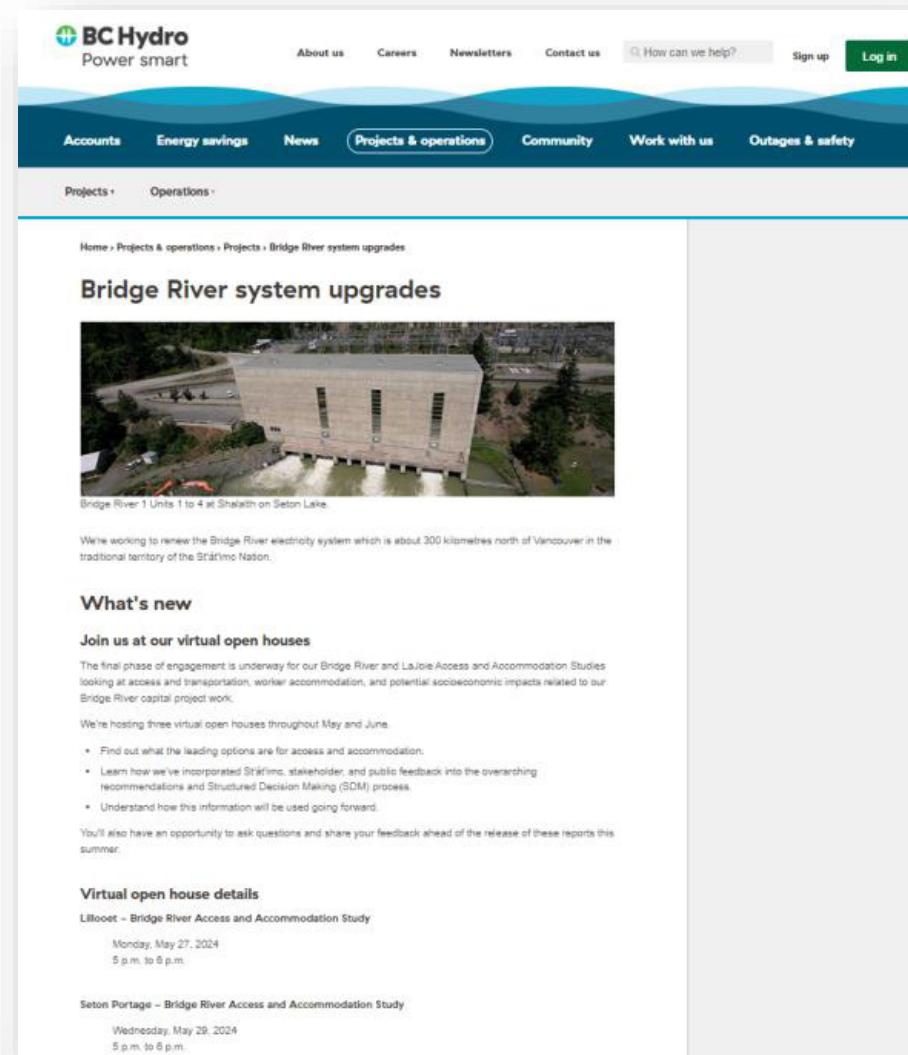 BC Hydro
Power smart
About us
Careers
Newsletters
Contact us
How can we help?
Sign up
Log in
Accounts
Energy savings
News
Projects & operations
Community
Work with us
Outages & safety
Projects
Operations
Home › Projects & operations › Projects › Bridge River system upgrades
Bridge River system upgrades
Bridge River 1 Units 1 to 4 at Shalalth on Seton Lake.
We're working to renew the Bridge River electricity system which is about 300 kilometres north of Vancouver in the
traditional territory of the St'át'imc Nation.
What's new
Join us at our virtual open houses
The final phase of engagement is underway for our Bridge River and LaJoie Access and Accommodation Studies
looking at access and transportation, worker accommodation, and potential socioeconomic impacts related to our
Bridge River capital project work.
We're hosting three virtual open houses throughout May and June.
• Find out what the leading options are for access and accommodation.
• Learn how we've incorporated St'át'imc, stakeholder, and public feedback into the overarching
recommendations and Structured Decision Making (SDM) process.
• Understand how this information will be used going forward.
You'll also have an opportunity to ask questions and share your feedback ahead of the release of these reports this
summer.
Virtual open house details
Lillooet – Bridge River Access and Accommodation Study
Monday, May 27, 2024
5 p.m. to 6 p.m.
Seton Portage – Bridge River Access and Accommodation Study
Wednesday, May 29, 2024
5 p.m. to 6 p.m.